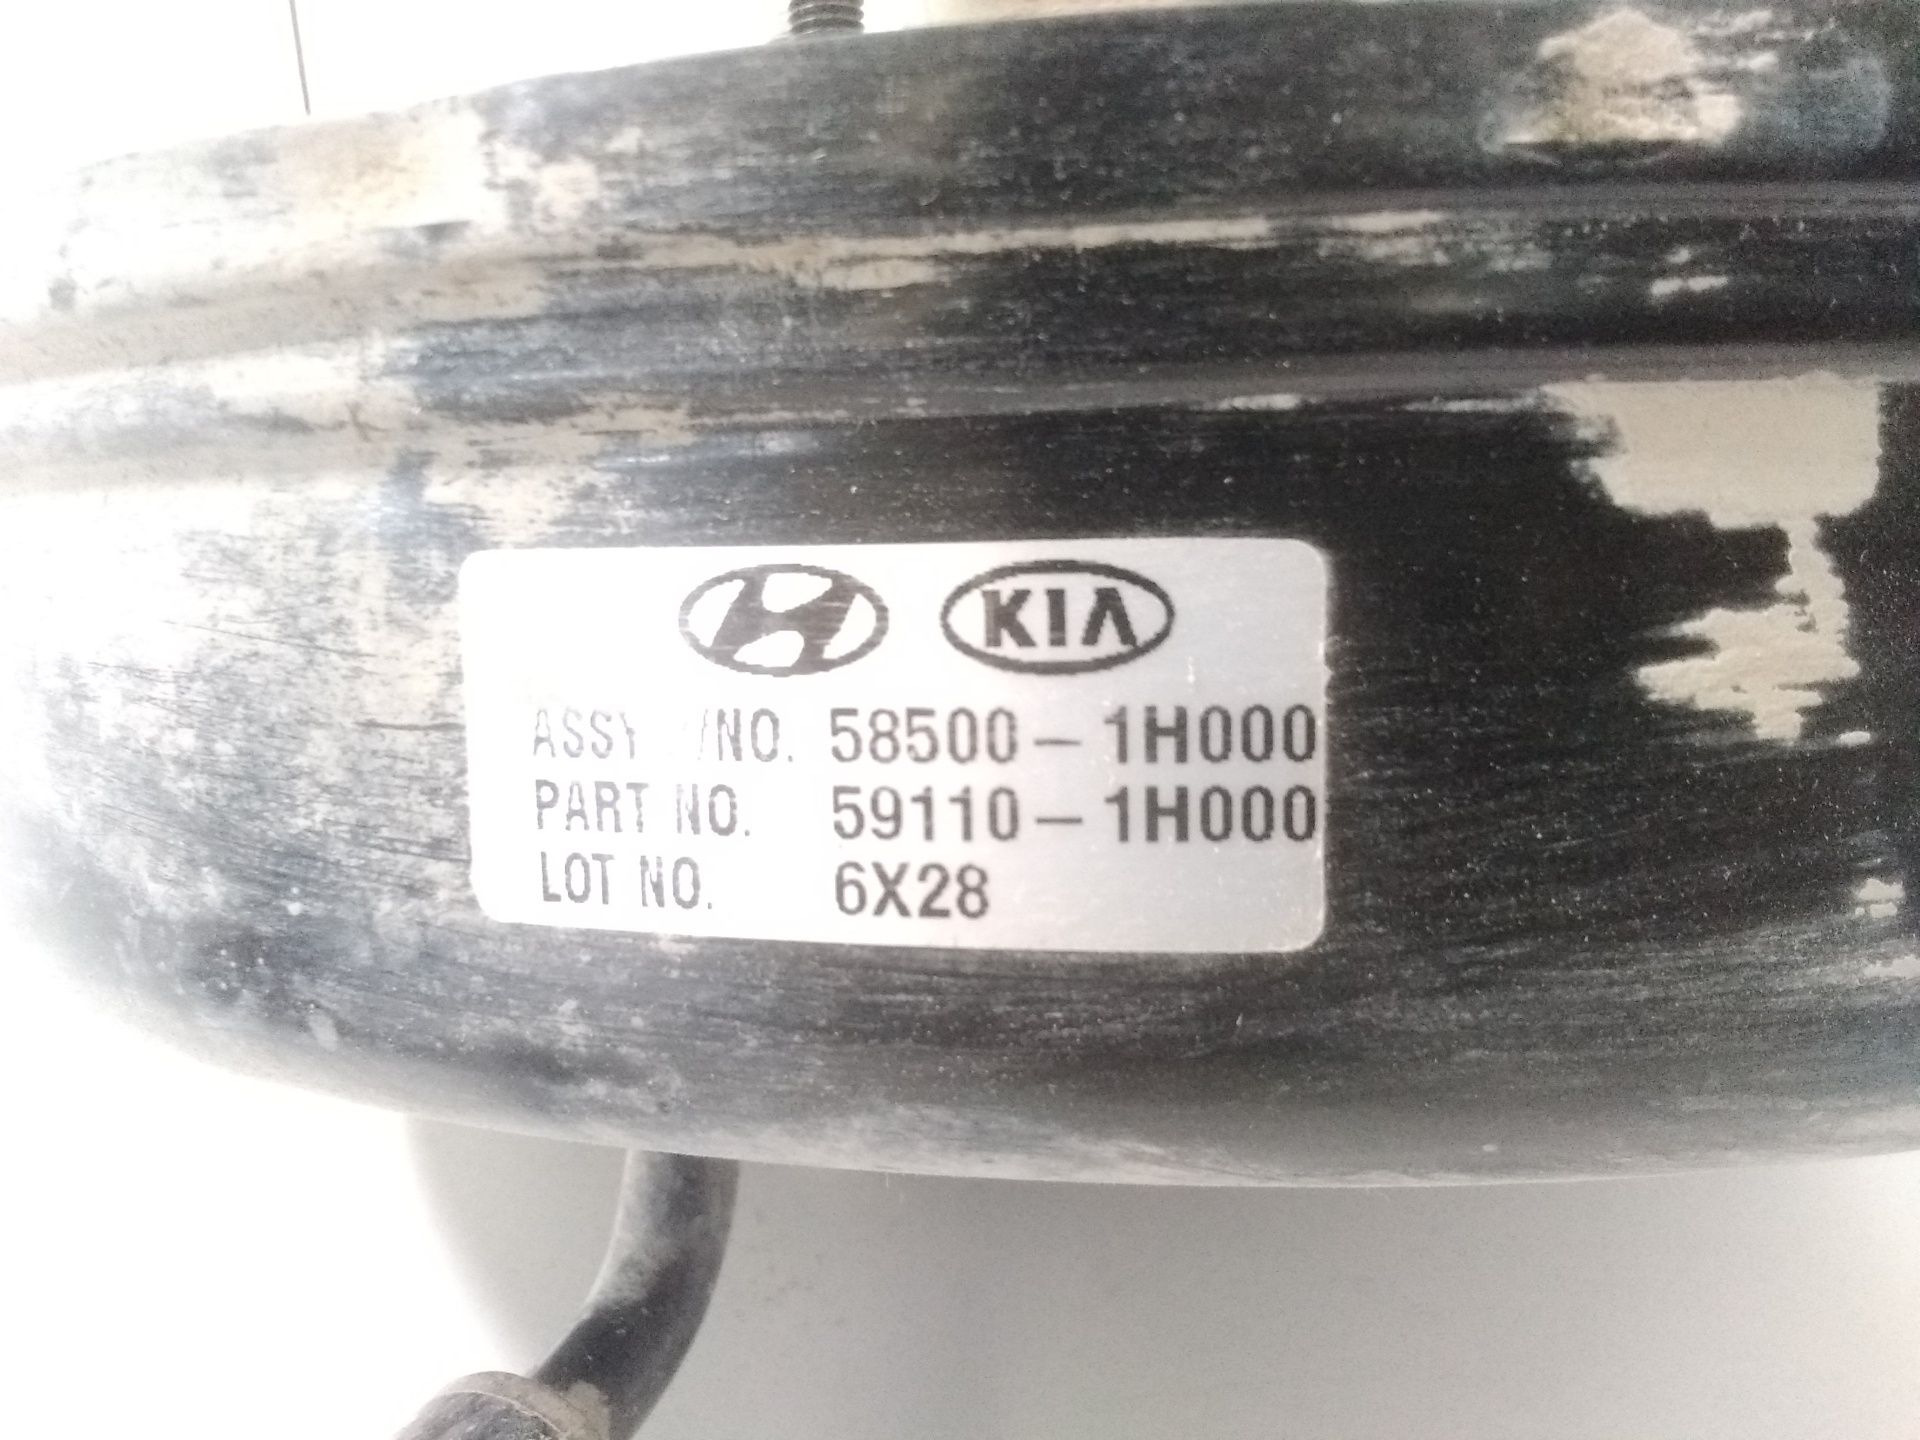 KIA
ASSY /NO. 58500-1H000
PART NO. 59110-1H000
LOT NO. 6X28